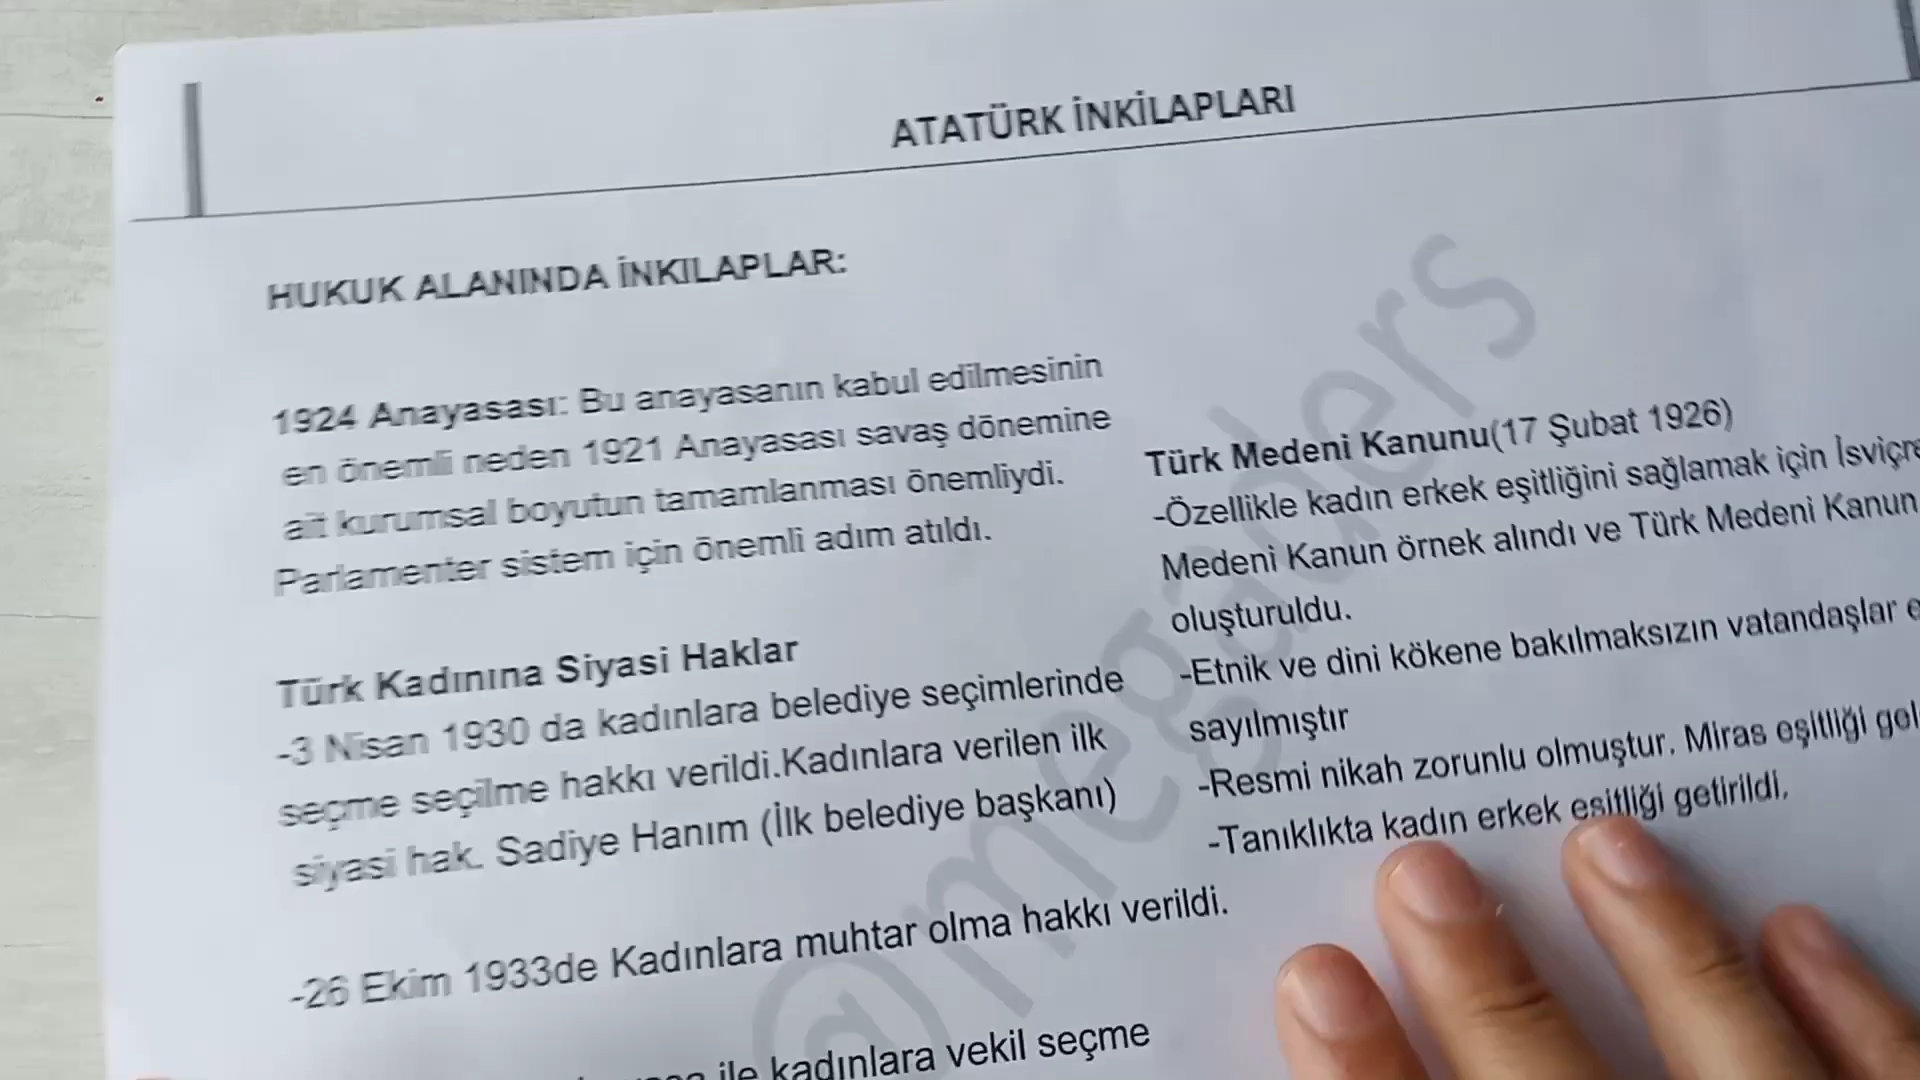 ATATÜRK İNKİLAPLARI
HUKUK ALANINDA İNKILAPLAR:
1924 Anayasası: Bu anayasanın kabul edilmesinin
en önemli neden 1921 Anayasası savaş dönemine
ait kurumsal boyutun tamamlanması önemliydi.
Parlamenter sistem için önemli adım atıldı.
Türk Kadınına Siyasi Haklar
-3 Nisan 1930 da kadınlara belediye seçimlerinde
seçme seçilme hakkı verildi.Kadınlara verilen ilk
siyasi hak. Sadiye Hanım (İlk belediye başkanı)
-26 Ekim 1933de Kadınlara muhtar olma hakkı verildi.
ile kadınlara vekil seçme
Türk Medeni Kanunu(17 Şubat 1926)
-Özellikle kadın erkek eşitliğini sağlamak için İsviçre
Medeni Kanun örnek alındı ve Türk Medeni Kanun
oluşturuldu.
-Etnik ve dini kökene bakılmaksızın vatandaşlar
sayılmıştır
-Resmi nikah zorunlu olmuştur. Miras eşitliği
-Tanıklıkta kadın erkek eşitliği getirildi.
@megaders